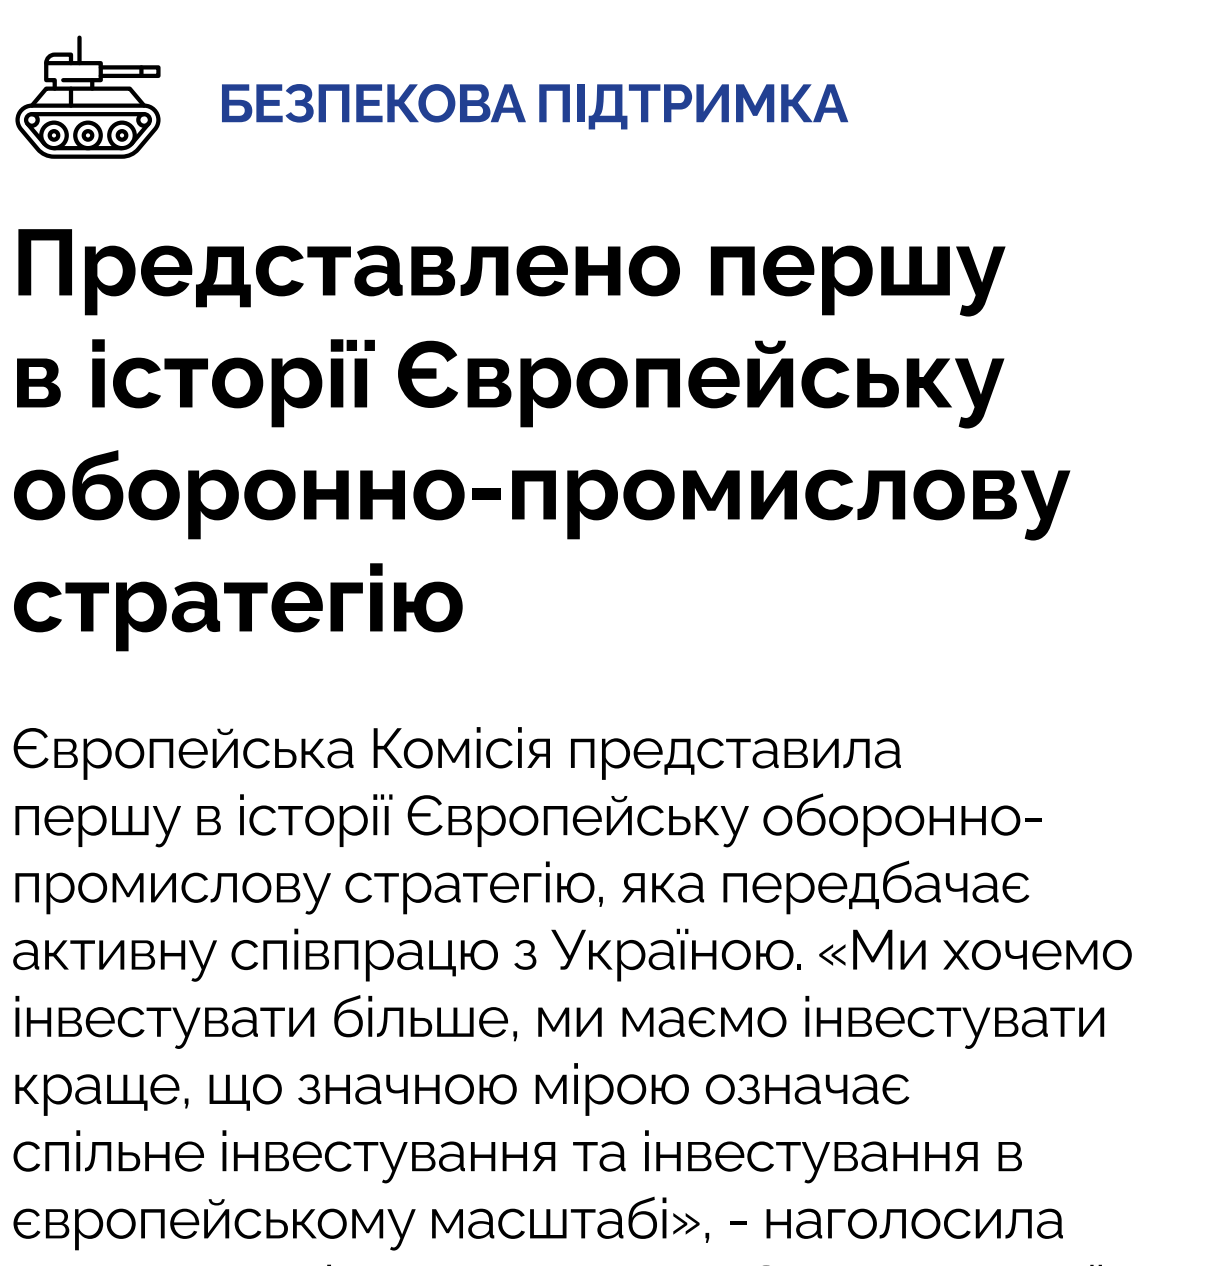 БЕЗПЕКОВА ПІДТРИМКА
Представлено першу
в історії Європейську
оборонно-промислову
стратегію
Європейська Комісія представила
першу в історії Європейську оборонно-
промислову стратегію, яка передбачає
активну співпрацю з Україною. «Ми хочемо
інвестувати більше, ми маємо інвестувати
краще, що значною мірою означає
спільне інвестування та інвестування в
європейському масштабі», - наголосила